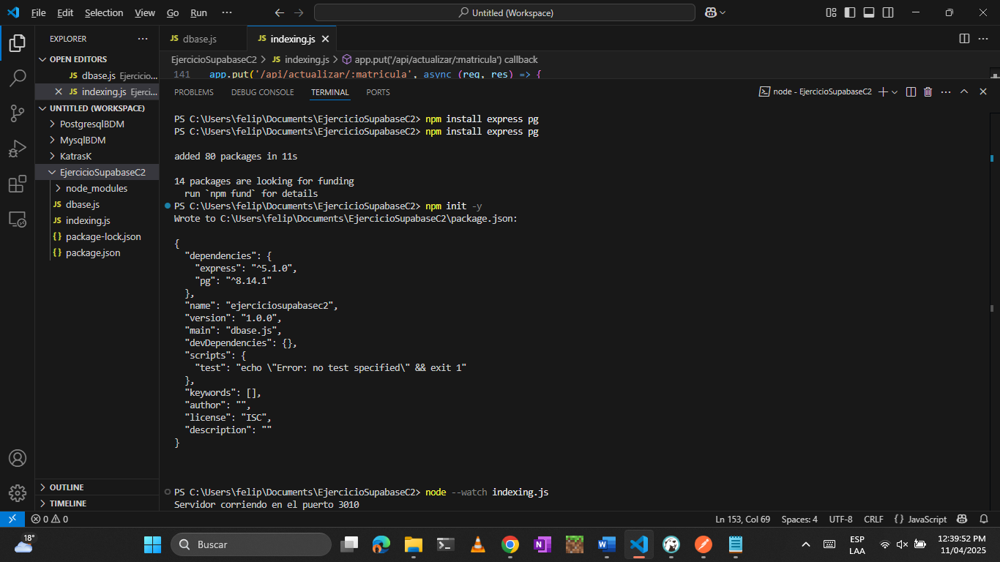 File Edit Selection View Go Run ···
Untitled (Workspace)
EXPLORER ···
OPEN EDITORS
JS dbase.js Ejercicio...
JS indexing.js Ejerci...
UNTITLED (WORKSPACE)
PostgresqlBDM
MysqlBDM
KatrasK
EjercicioSupabaseC2
node_modules
JS dbase.js
JS indexing.js
{} package-lock.json
{} package.json
OUTLINE
TIMELINE
JS dbase.js JS indexing.js
EjercicioSupabaseC2 > JS indexing.js > app.put('/api/actualizar/:matricula') callback
141 app.put('/api/actualizar/:matricula', async (req, res) => {
PROBLEMS DEBUG CONSOLE TERMINAL PORTS
node - EjercicioSupabaseC2
PS C:\Users\felip\Documents\EjercicioSupabaseC2> npm install express pg
PS C:\Users\felip\Documents\EjercicioSupabaseC2> npm install express pg
added 80 packages in 11s
14 packages are looking for funding
run `npm fund` for details
PS C:\Users\felip\Documents\EjercicioSupabaseC2> npm init -y
Wrote to C:\Users\felip\Documents\EjercicioSupabaseC2\package.json:
{
"dependencies": {
"express": "^5.1.0",
"pg": "^8.14.1"
},
"name": "ejerciciosupabasec2",
"version": "1.0.0",
"main": "dbase.js",
"devDependencies": {},
"scripts": {
"test": "echo \"Error: no test specified\" && exit 1"
},
"keywords": [],
"author": "",
"license": "ISC",
"description": ""
}
PS C:\Users\felip\Documents\EjercicioSupabaseC2> node --watch indexing.js
Servidor corriendo en el puerto 3010
0 0 Ln 153, Col 69 Spaces: 4 UTF-8 CRLF {} JavaScript
18° Buscar ESP LAA 12:39:52 PM 11/04/2025